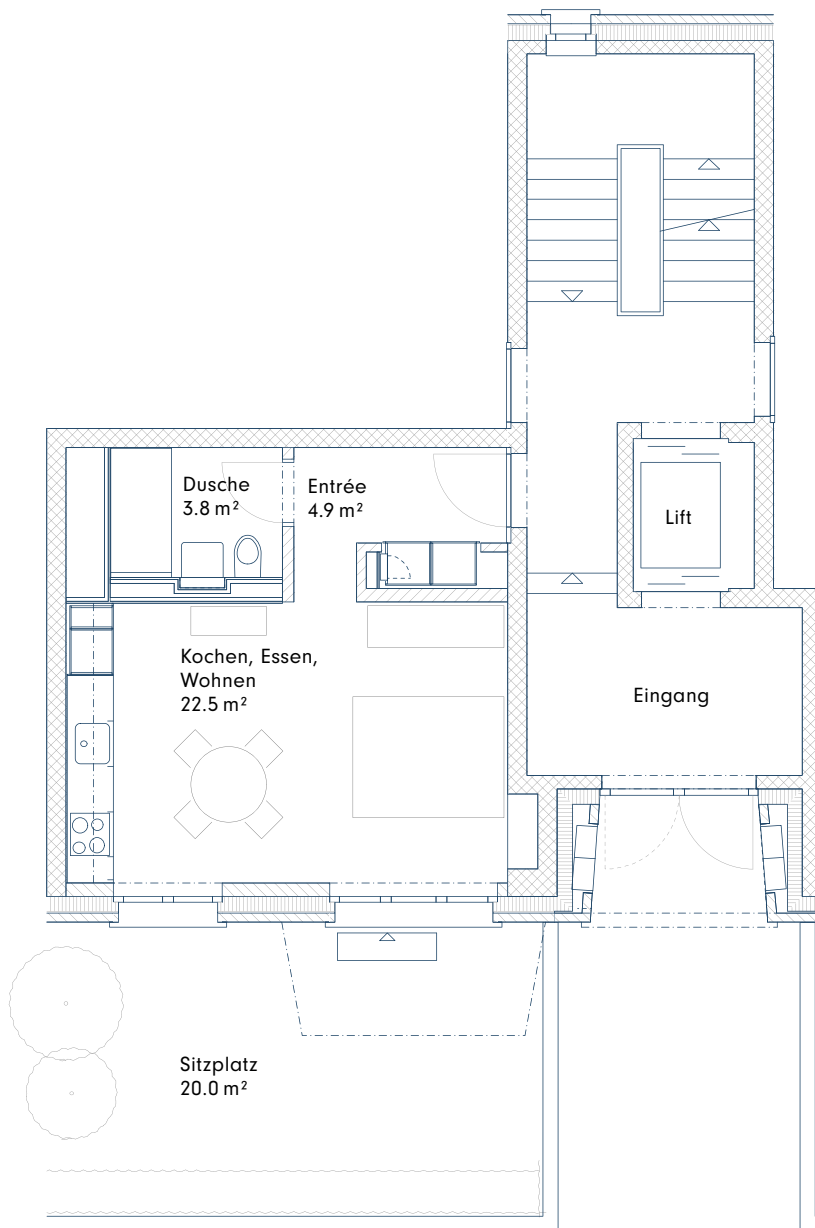 Dusche
3.8 m²
Entrée
4.9 m²
Lift
Kochen, Essen,
Wohnen
22.5 m²
Eingang
Sitzplatz
20.0 m²